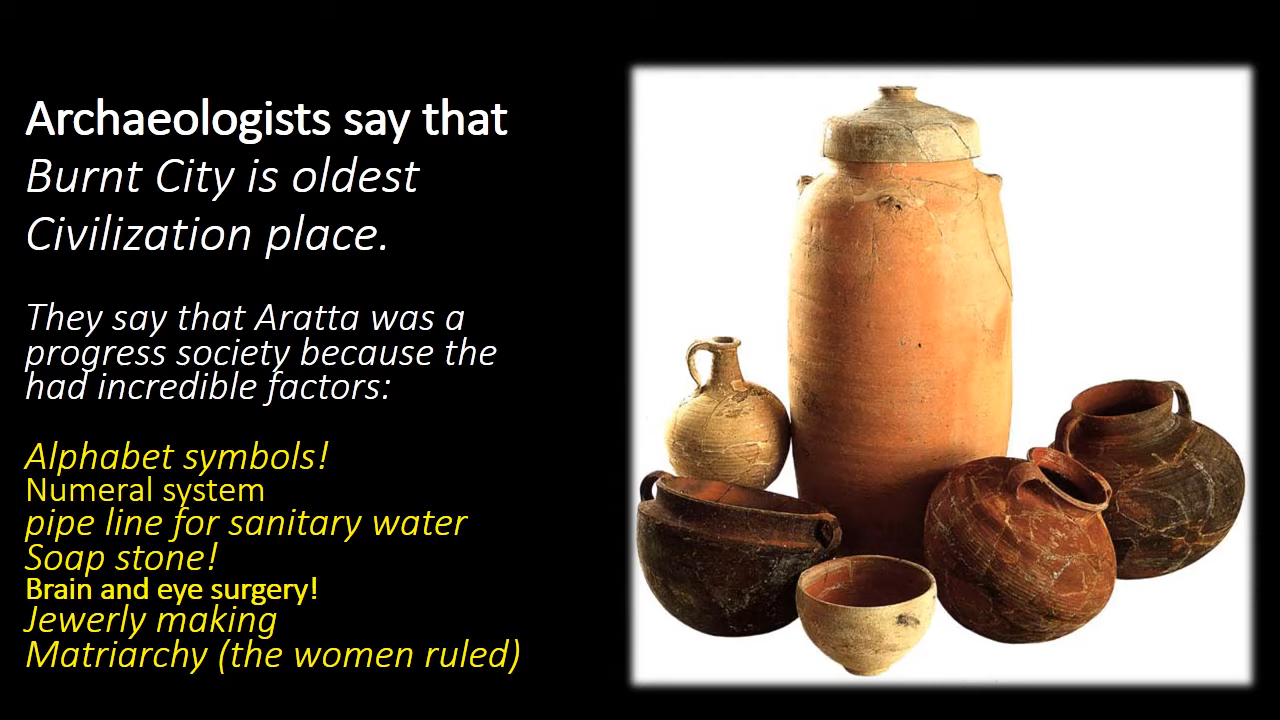 Archaeologists say that
Burnt City is oldest
Civilization place.
They say that Aratta was a
progress society because the
had incredible factors:
Alphabet symbols!
Numeral system
pipe line for sanitary water
Soap stone!
Brain and eye surgery!
Jewerly making
Matriarchy (the women ruled)